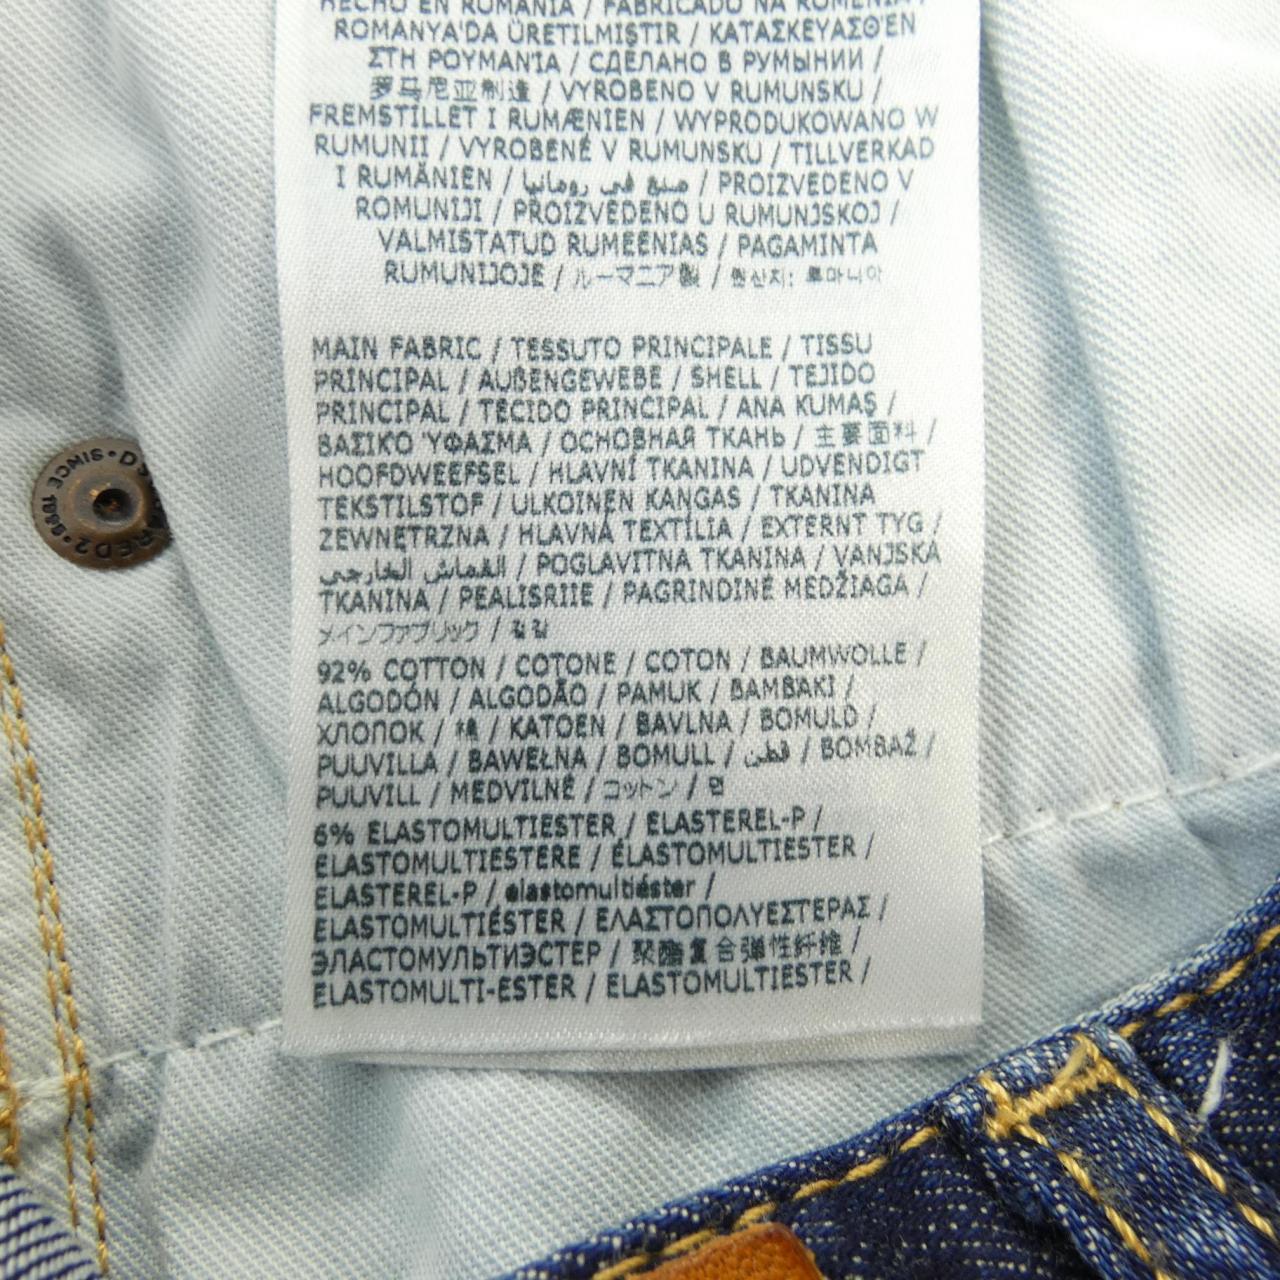 HECHO EN RUMANÍA / FABRICADO NA ROMÉNIA /
ROMANYA'DA ÜRETILMISTIR / ΚΑΤΑΣΚΕΥΑΣΘ'ΕΝ
ΣΤΗ ΡΟΥΜΑΝΊΑ / СДЕЛАНО В РУМЫНИИ /
罗马尼亚制造 / VYROBENO V RUMUNSKU /
FREMSTILLET I RUMÆNIEN / WYPRODUKOWANO W
RUMUNII / VYROBENÉ V RUMUNSKU / TILLVERKAD
I RUMÄNIEN / صنع في رومانيا / PROIZVEDENO V
ROMUNIJI / PROIZVEDENO U RUMUNJSKOJ /
VALMISTATUD RUMEENIAS / PAGAMINTA
RUMUNIJOJE / ルーマニア製 / 원산지: 루마니아
MAIN FABRIC / TESSUTO PRINCIPALE / TISSU
PRINCIPAL / AUßENGEWEBE / SHELL / TEJIDO
PRINCIPAL / TECIDO PRINCIPAL / ANA KUMAŞ /
ΒΑΣΙΚΟ ΎΦΑΣΜΑ / ОСНОВНАЯ ТКАНЬ / 主要面料 /
HOOFDWEEFSEL / HLAVNÍ TKANINA / UDVENDIGT
TEKSTILSTOF / ULKOINEN KANGAS / TKANINA
ZEWNĘTRZNA / HLAVNÁ TEXTÍLIA / EXTERNT TYG /
القماش الخارجي / POGLAVITNA TKANINA / VANJSKA
TKANINA / PEALISRIIE / PAGRINDINĖ MEDŽIAGA /
メインファブリック / 겉감
92% COTTON / COTONE / COTON / BAUMWOLLE /
ALGODÓN / ALGODÃO / PAMUK / ΒΑΜΒΆΚΙ /
ХЛОПОК / 棉 / KATOEN / BAVLNA / BOMULD /
PUUVILLA / BAWEŁNA / BOMULL / قطن / BOMBAŽ /
PUUVILL / MEDVILNĖ / コットン / 면
6% ELASTOMULTIESTER / ELASTEREL-P /
ELASTOMULTIESTERE / ÉLASTOMULTIESTER /
ELASTEREL-P / elastomultiéster /
ELASTOMULTIÉSTER / ΕΛΑΣΤΟΠΟΛΥΕΣΤΕΡΑΣ /
ЭЛАСТОМУЛЬТИЭСТЕР / 聚酯复合弹性纤维 /
ELASTOMULTI-ESTER / ELASTOMULTIESTER /
SINCE 199
RED2